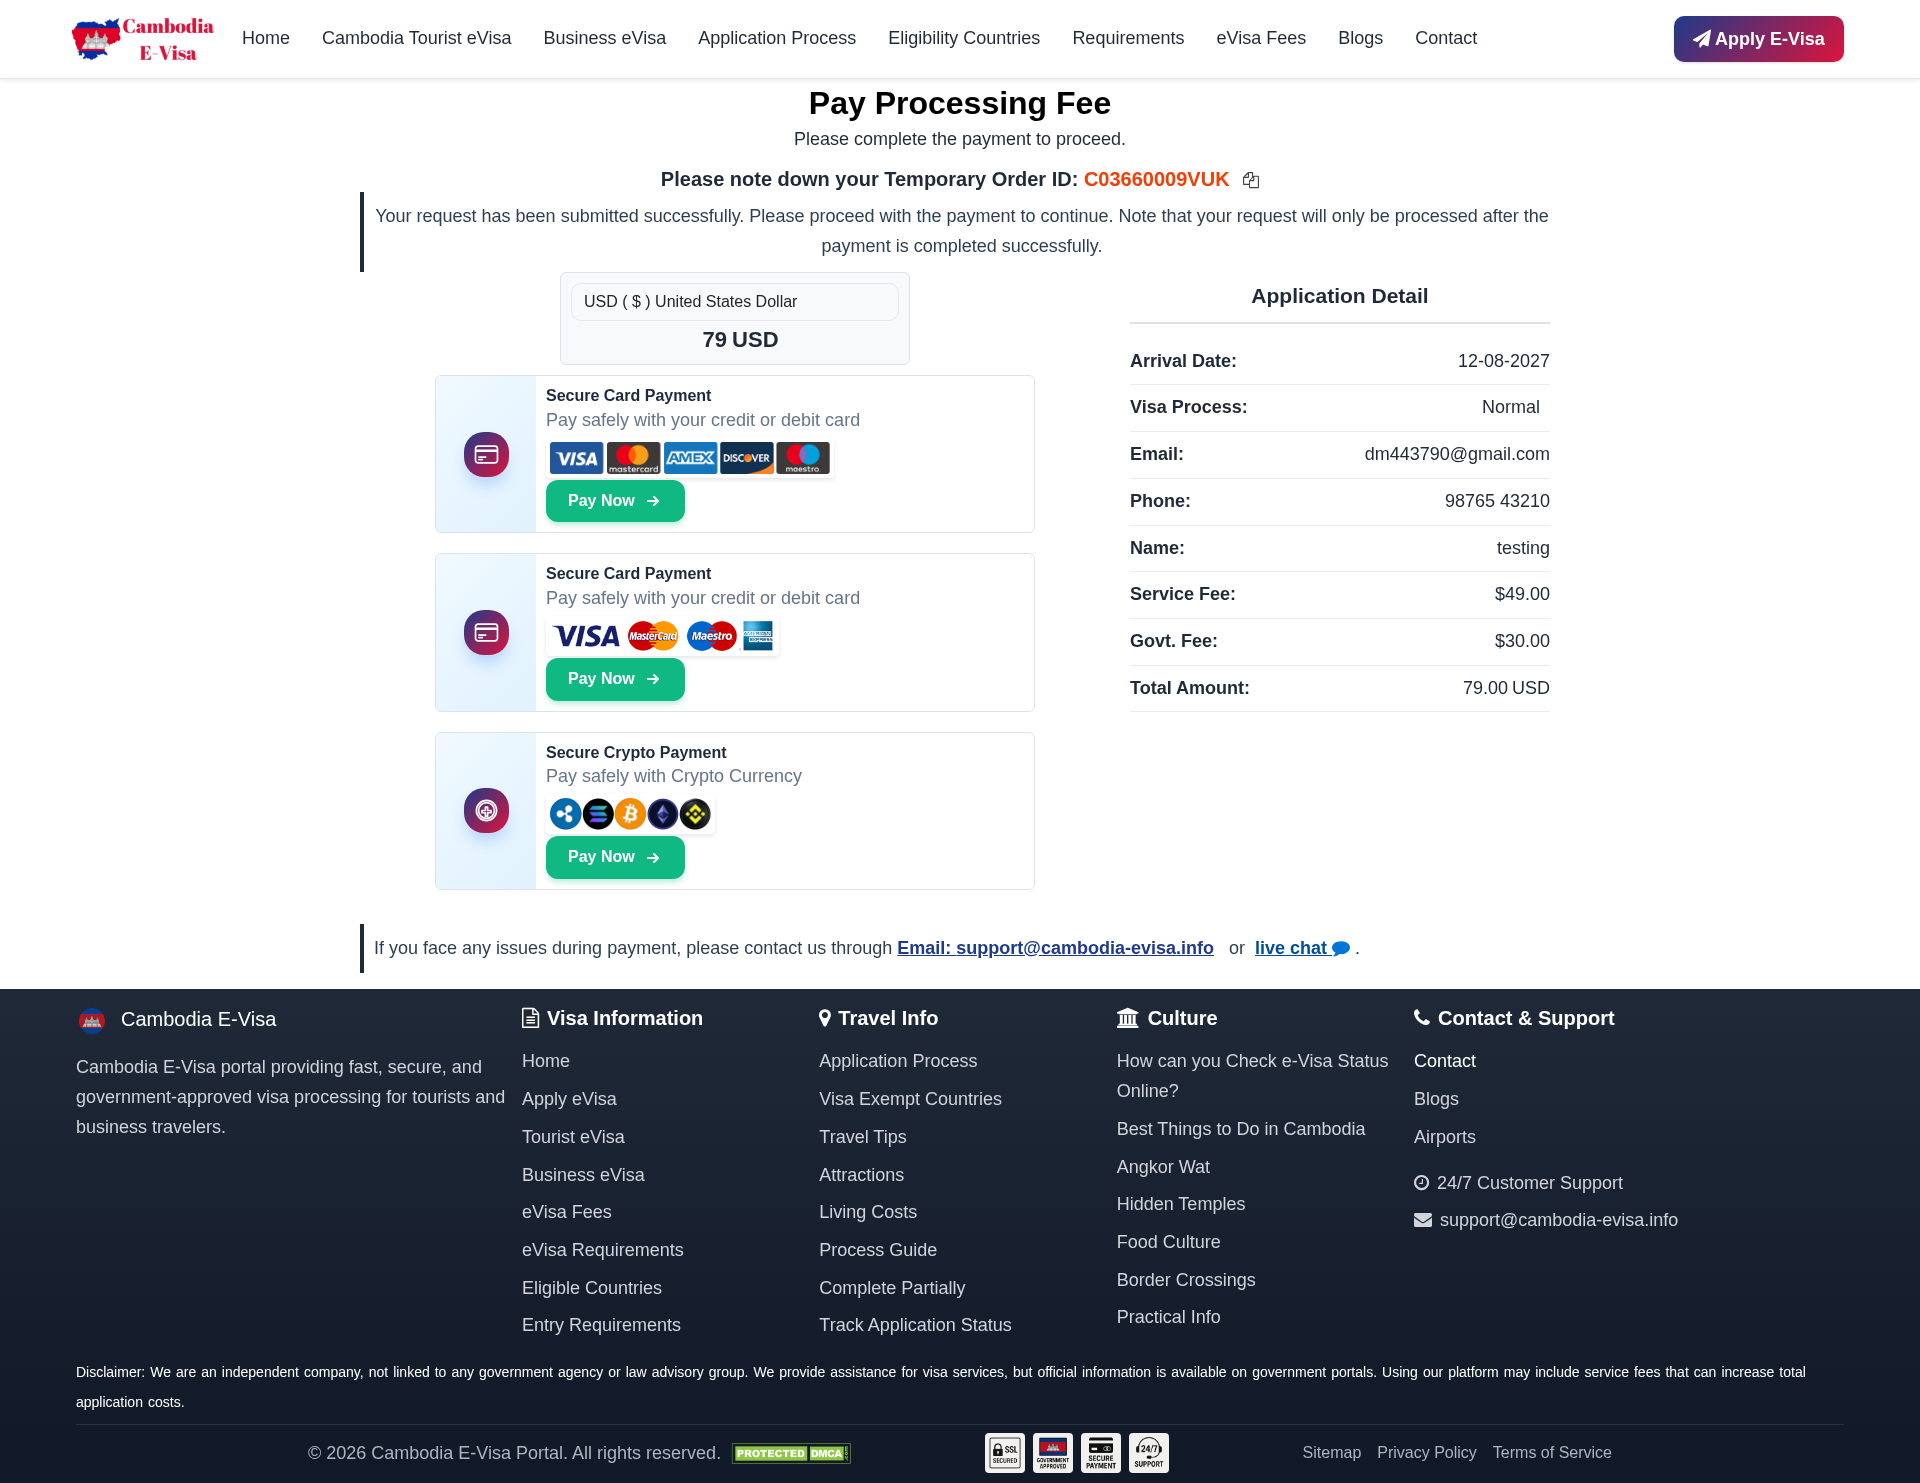 Cambodia
E-Visa
Home
Cambodia Tourist eVisa
Business eVisa
Application Process
Eligibility Countries
Requirements
eVisa Fees
Blogs
Contact
Apply E-Visa
Pay Processing Fee
Please complete the payment to proceed.
Please note down your Temporary Order ID: C03660009VUK
Your request has been submitted successfully. Please proceed with the payment to continue. Note that your request will only be processed after the
payment is completed successfully.
USD ( $ ) United States Dollar
79 USD
Secure Card Payment
Pay safely with your credit or debit card
VISA mastercard AMEX DISCOVER maestro
Pay Now
Secure Card Payment
Pay safely with your credit or debit card
VISA MasterCard Maestro AMERICAN EXPRESS
Pay Now
Secure Crypto Payment
Pay safely with Crypto Currency
Pay Now
Application Detail
Arrival Date: 12-08-2027
Visa Process: Normal
Email: dm443790@gmail.com
Phone: 98765 43210
Name: testing
Service Fee: $49.00
Govt. Fee: $30.00
Total Amount: 79.00 USD
If you face any issues during payment, please contact us through Email: support@cambodia-evisa.info or live chat .
Cambodia E-Visa
Cambodia E-Visa portal providing fast, secure, and
government-approved visa processing for tourists and
business travelers.
Visa Information
Home
Apply eVisa
Tourist eVisa
Business eVisa
eVisa Fees
eVisa Requirements
Eligible Countries
Entry Requirements
Travel Info
Application Process
Visa Exempt Countries
Travel Tips
Attractions
Living Costs
Process Guide
Complete Partially
Track Application Status
Culture
How can you Check e-Visa Status
Online?
Best Things to Do in Cambodia
Angkor Wat
Hidden Temples
Food Culture
Border Crossings
Practical Info
Contact & Support
Contact
Blogs
Airports
24/7 Customer Support
support@cambodia-evisa.info
Disclaimer: We are an independent company, not linked to any government agency or law advisory group. We provide assistance for visa services, but official information is available on government portals. Using our platform may include service fees that can increase total
application costs.
© 2026 Cambodia E-Visa Portal. All rights reserved.
PROTECTED DMCA .com
SSL
SECURED
GOVERNMENT
APPROVED
SECURE
PAYMENT
24/7
SUPPORT
Sitemap
Privacy Policy
Terms of Service